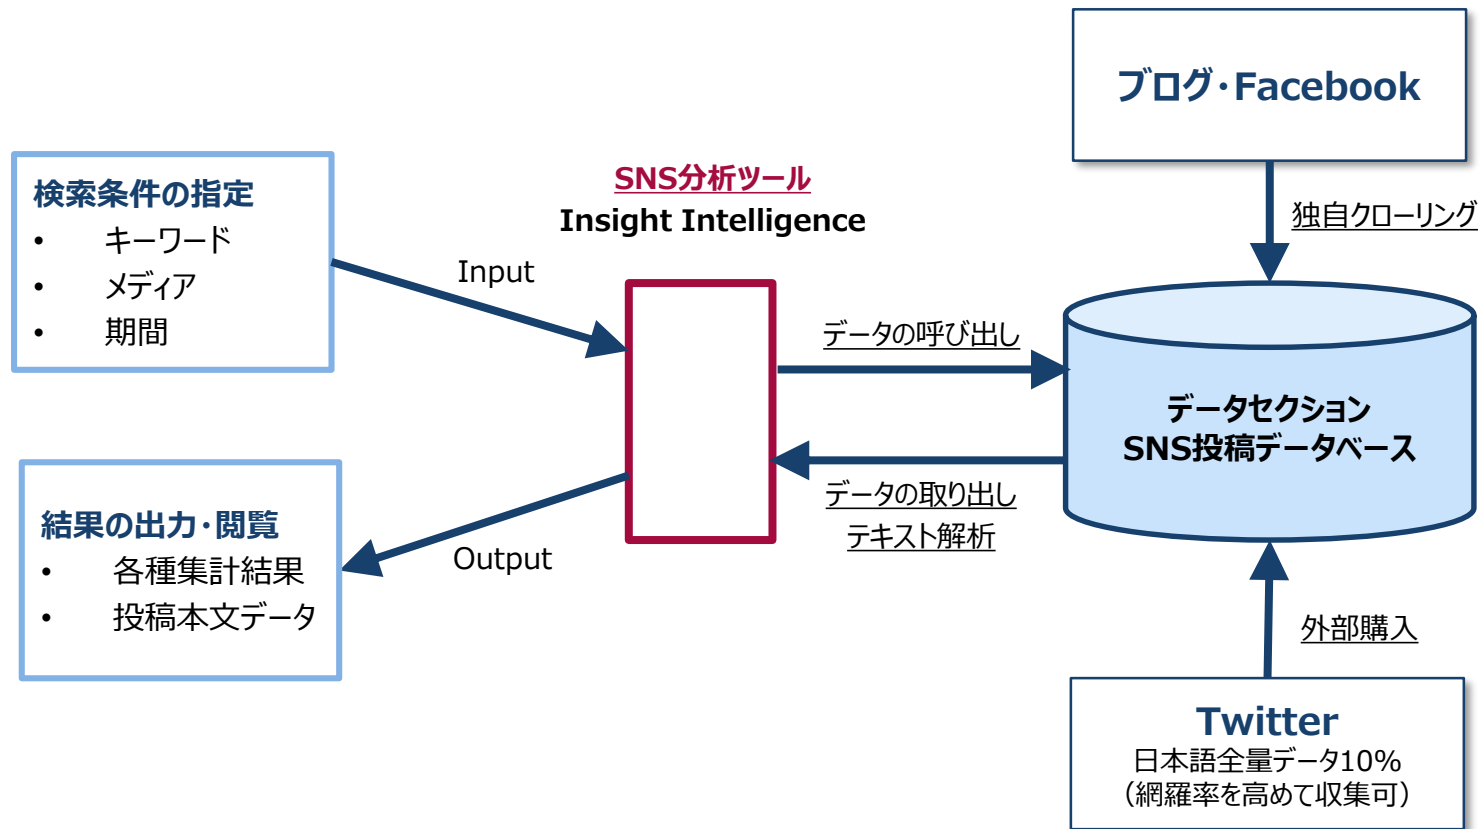 ブログ・Facebook
独自クローリング
検索条件の指定
• キーワード
• メディア
• 期間
SNS分析ツール
Insight Intelligence
Input
データの呼び出し
データセクション
SNS投稿データベース
データの取り出し
テキスト解析
結果の出力・閲覧
• 各種集計結果
• 投稿本文データ
Output
外部購入
Twitter
日本語全量データ10%
（網羅率を高めて収集可）